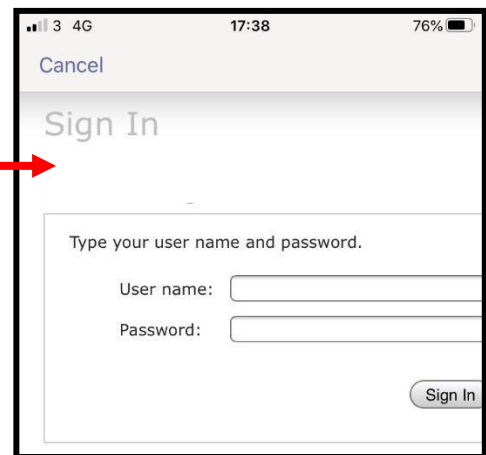 3 4G 17:38 76%
Cancel
Sign In
Type your user name and password.
User name:
Password:
Sign In